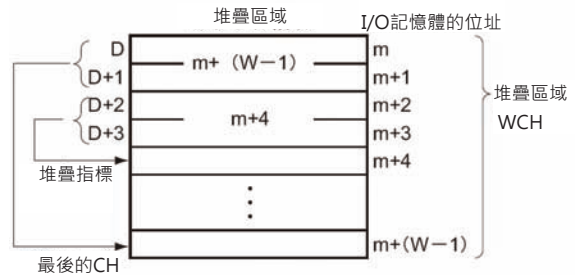 堆疊區域
I/O記憶體的位址
D
m+（W－1）
m
D+1
m+1
D+2
m+4
m+2
D+3
m+3
m+4
堆疊指標
⋮
m+(W－1)
最後的CH
堆疊區域
WCH